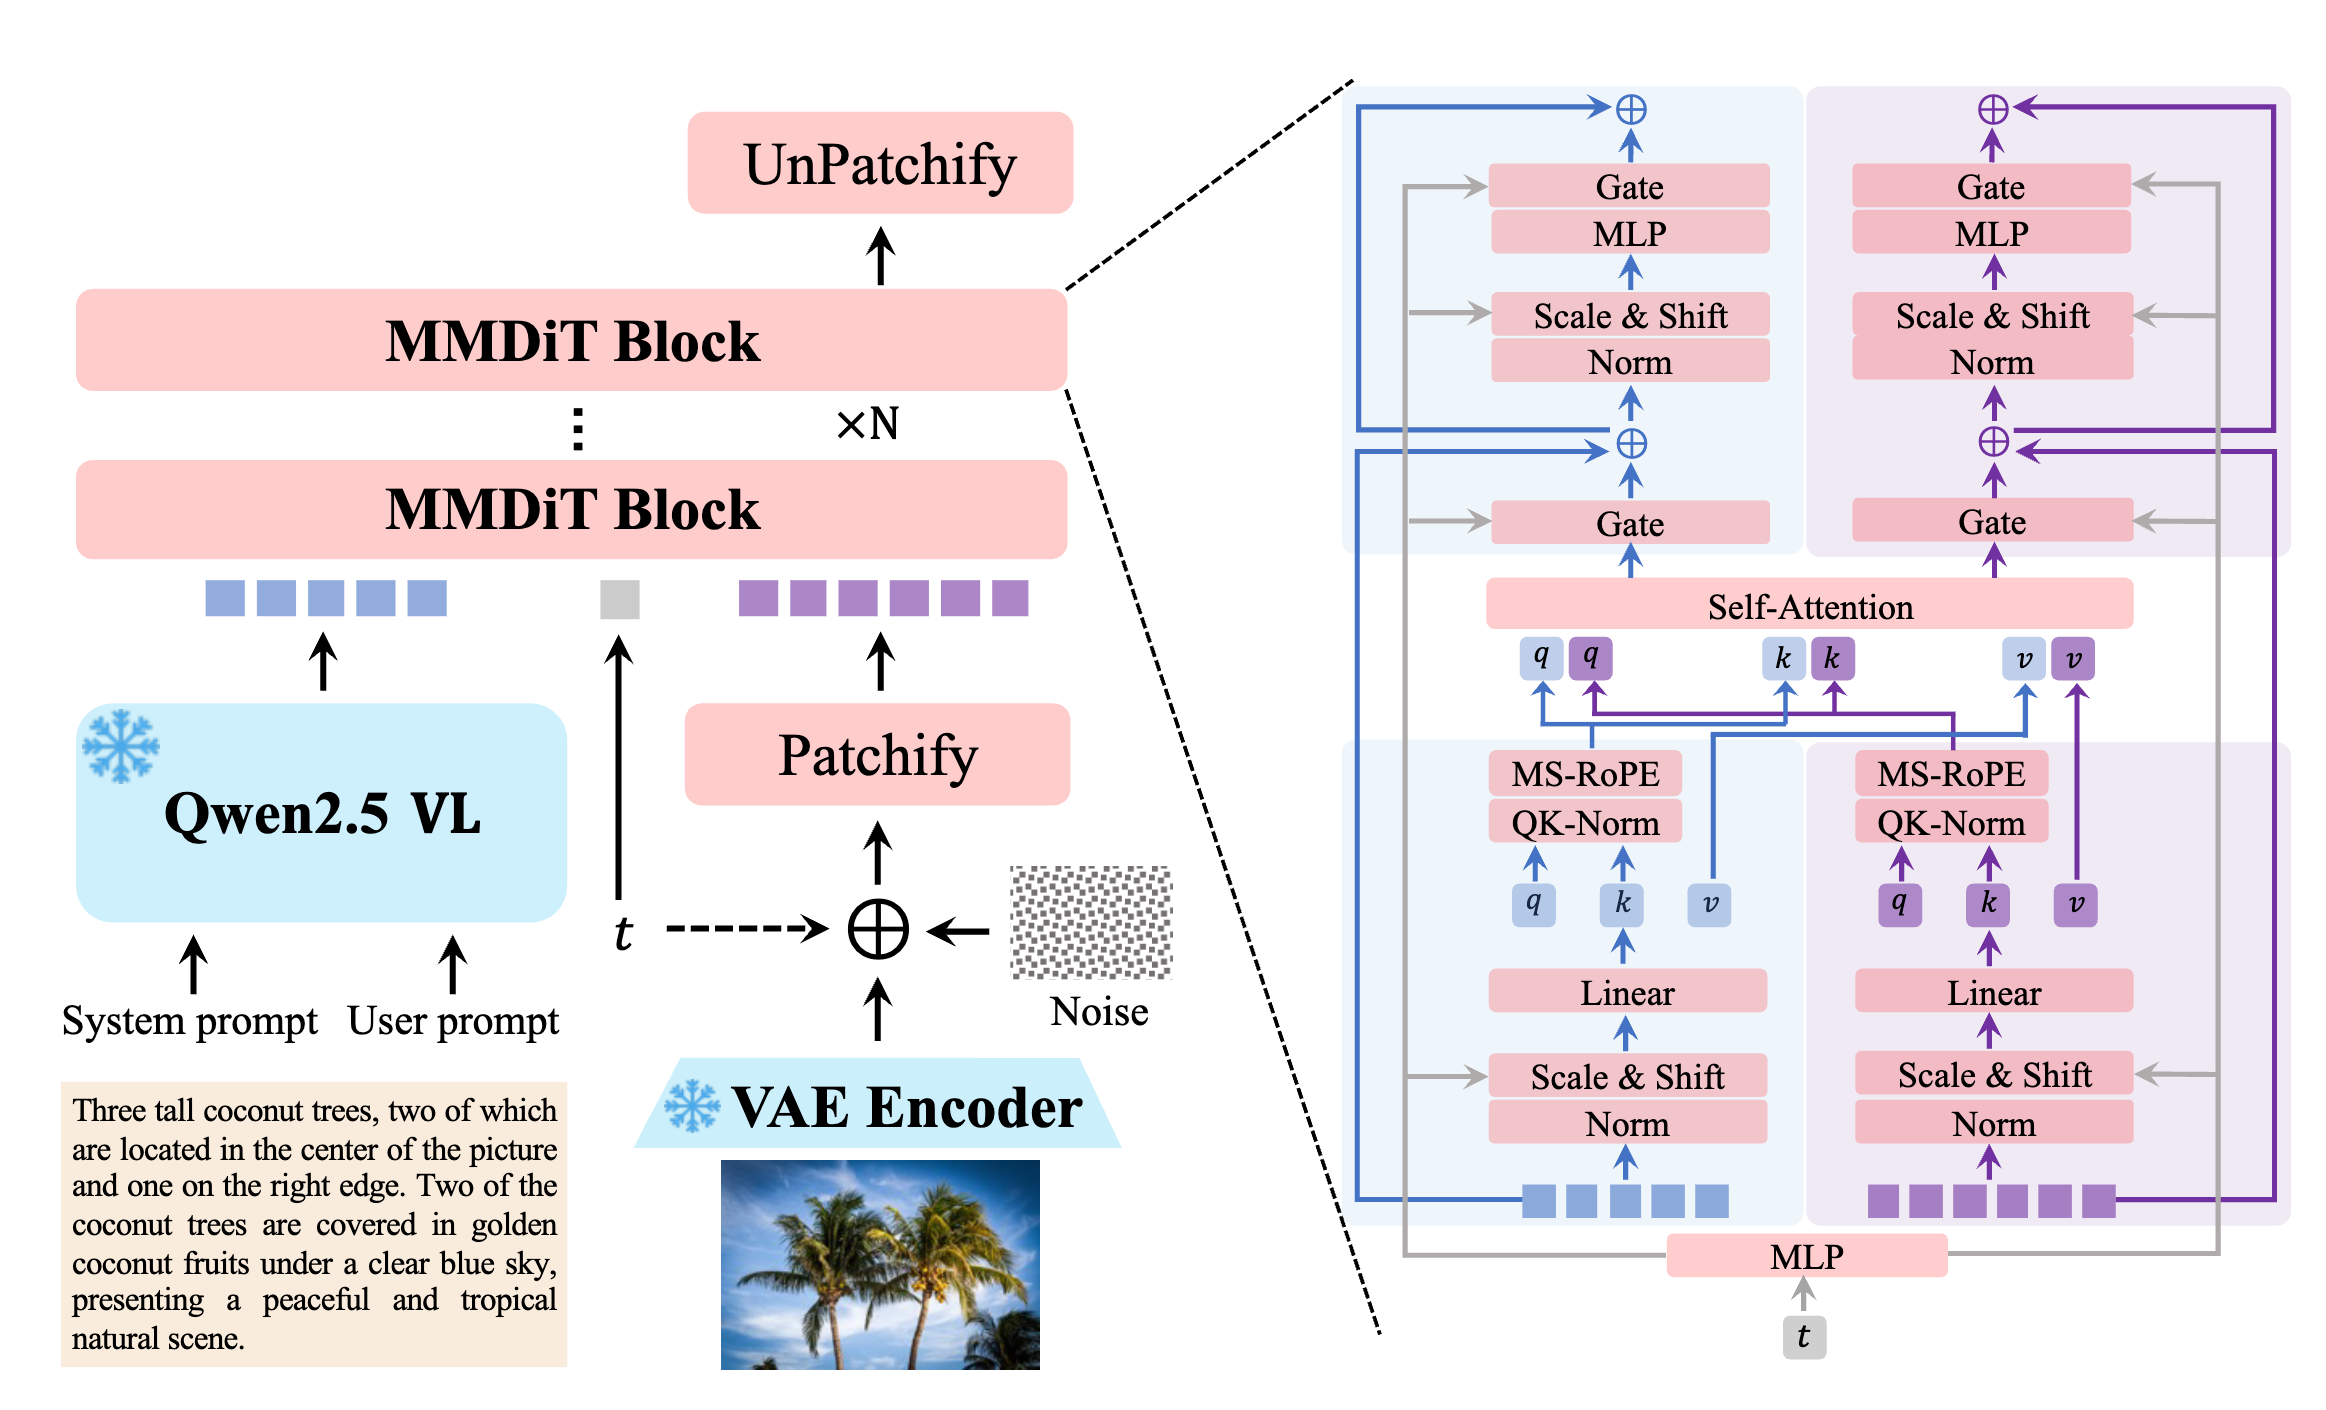 UnPatchify
MMDiT Block
×N
MMDiT Block
Qwen2.5 VL
Patchify
t
System prompt
User prompt
Noise
VAE Encoder
Three tall coconut trees, two of which
are located in the center of the picture
and one on the right edge. Two of the
coconut trees are covered in golden
coconut fruits under a clear blue sky,
presenting a peaceful and tropical
natural scene.
Gate
MLP
Scale & Shift
Norm
Gate
Gate
MLP
Scale & Shift
Norm
Gate
Self-Attention
q q k k v v
MS-RoPE
QK-Norm
q k v
Linear
Scale & Shift
Norm
MS-RoPE
QK-Norm
q k v
Linear
Scale & Shift
Norm
MLP
t